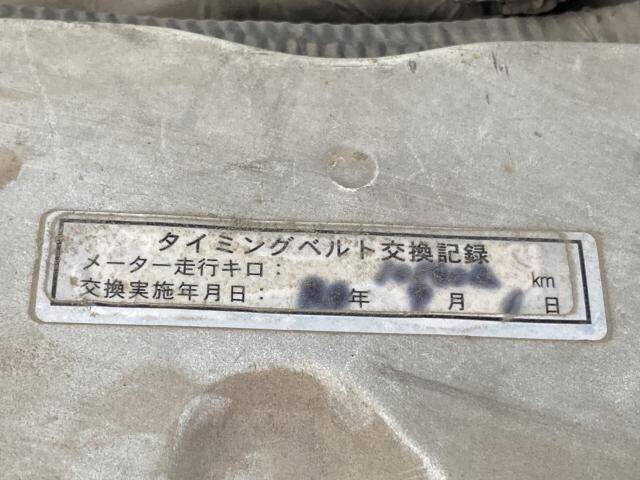 タイミングベルト交換記録
メーター走行キロ： km
交換実施年月日： 年 月 日